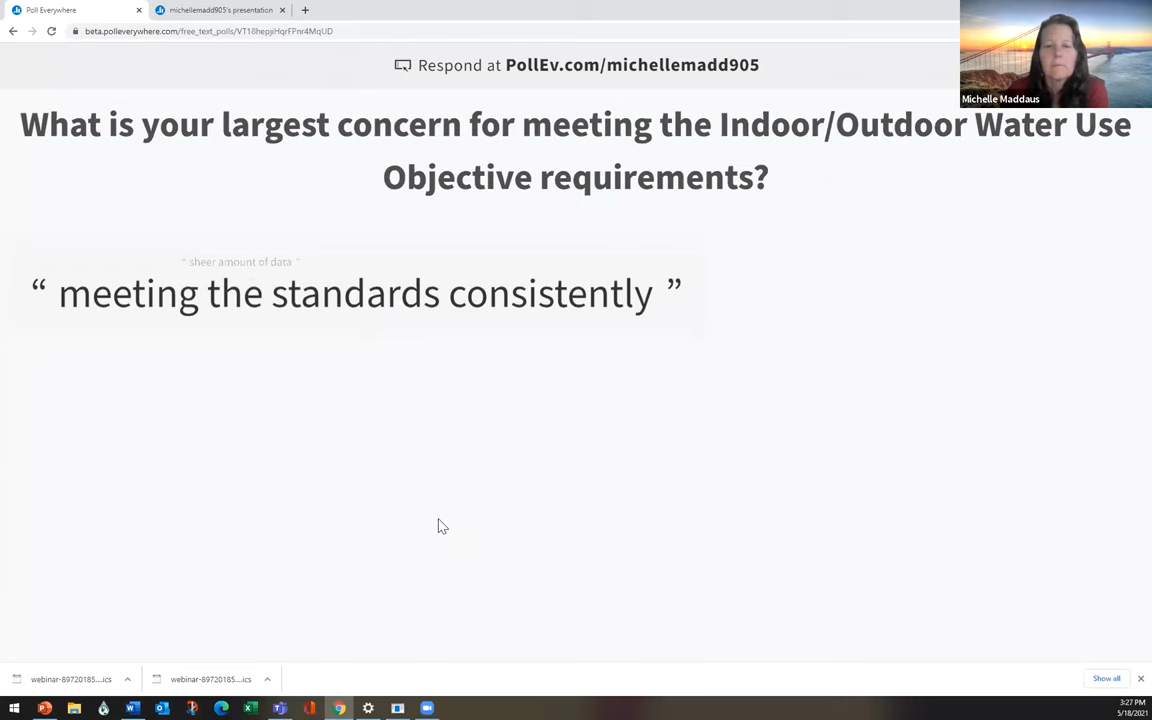 Poll Everywhere
michellemadd905's presentation
beta.polleverywhere.com/free_text_polls/VT18hepjiHqrFPnr4MqUD
Respond at PollEv.com/michellemadd905
Michelle Maddaus
What is your largest concern for meeting the Indoor/Outdoor Water Use
Objective requirements?
“ sheer amount of data ”
“ meeting the standards consistently ”
webinar-89720185....ics
webinar-89720185....ics
Show all
3:27 PM
5/18/2021